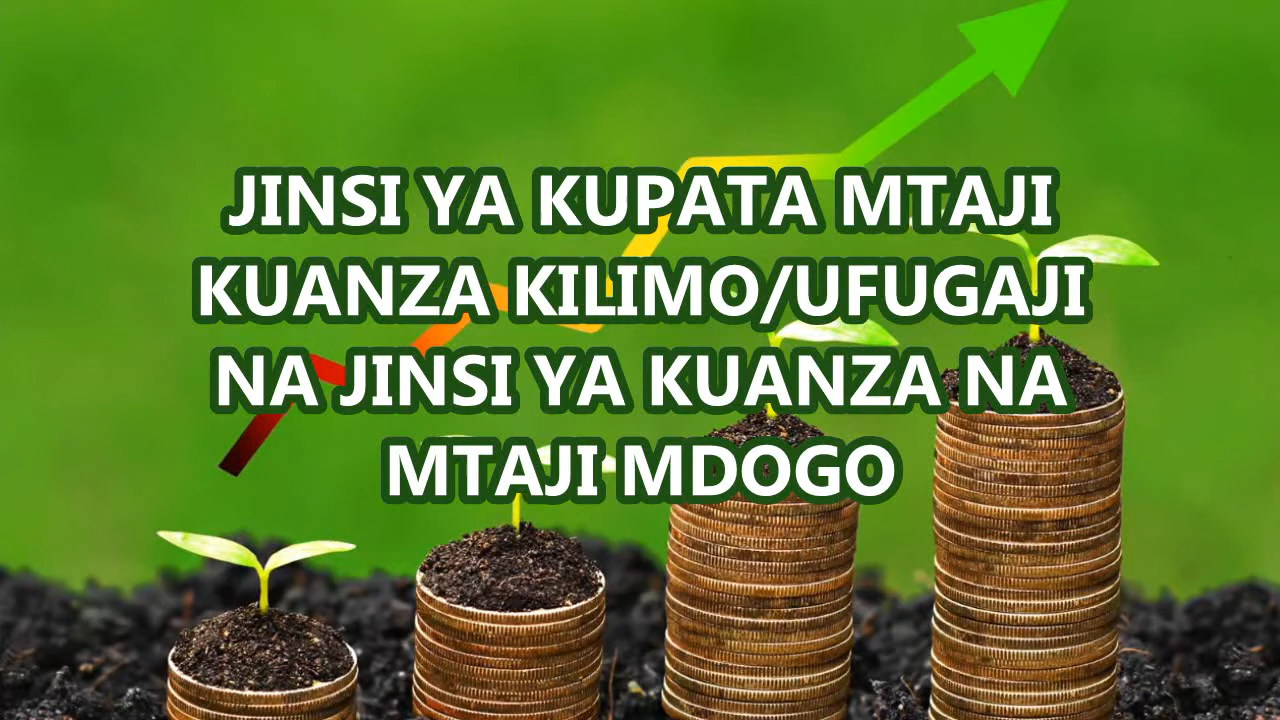 JINSI YA KUPATA MTAJI
KUANZA KILIMO/UFUGAJI
NA JINSI YA KUANZA NA
MTAJI MDOGO